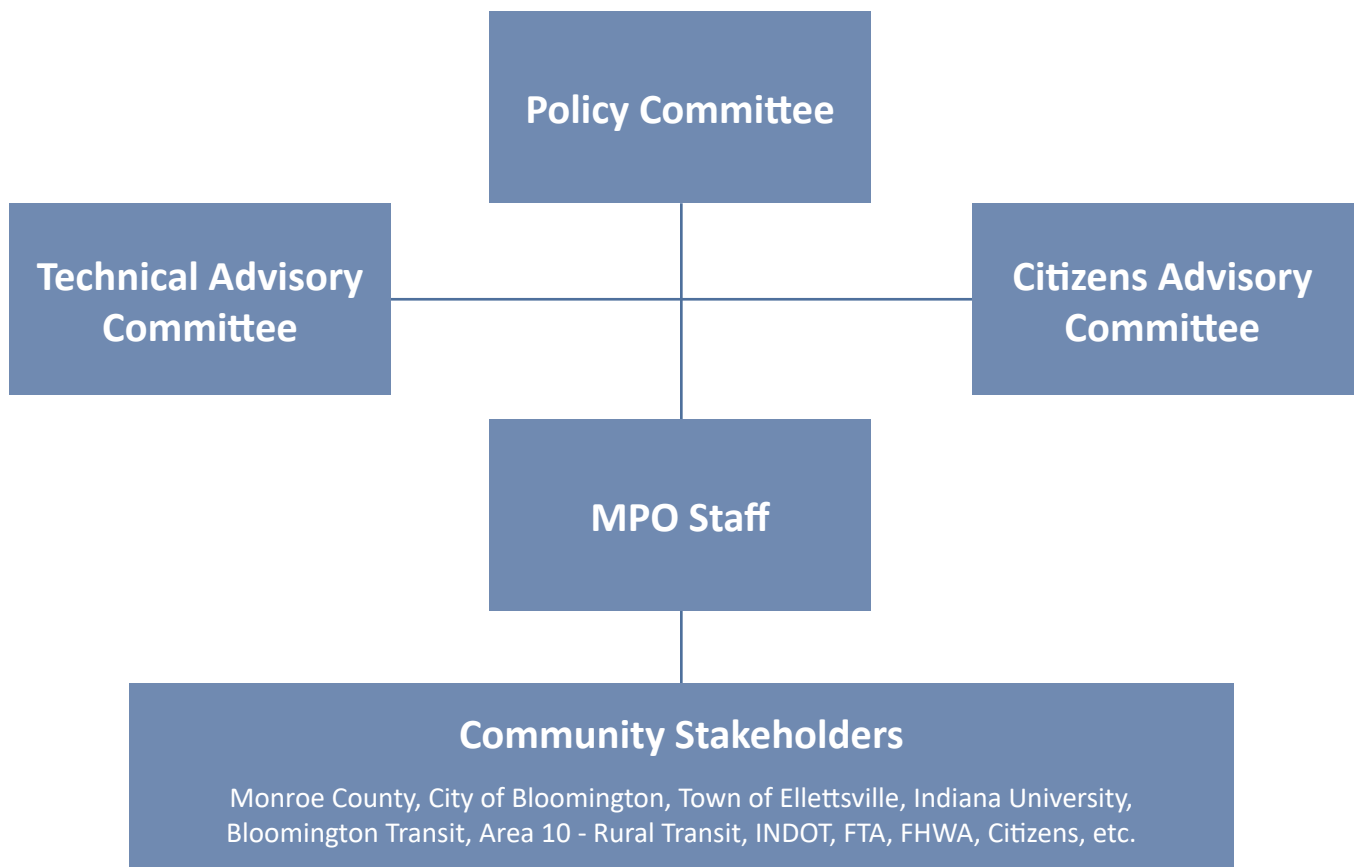 Policy Committee
Technical Advisory
Committee
Citizens Advisory
Committee
MPO Staff
Community Stakeholders
Monroe County, City of Bloomington, Town of Ellettsville, Indiana University,
Bloomington Transit, Area 10 - Rural Transit, INDOT, FTA, FHWA, Citizens, etc.